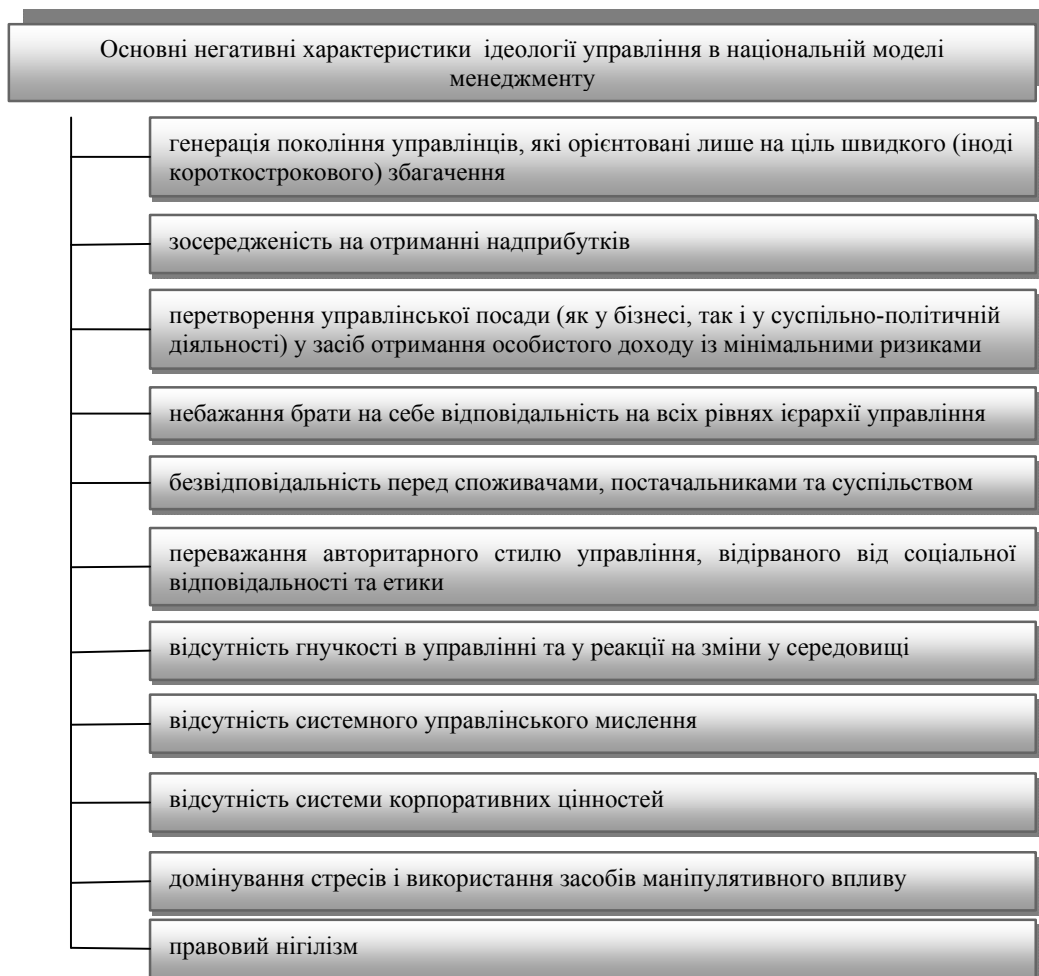 Основні негативні характеристики ідеології управління в національній моделі
менеджменту
генерація покоління управлінців, які орієнтовані лише на ціль швидкого (іноді
короткострокового) збагачення
зосередженість на отриманні надприбутків
перетворення управлінської посади (як у бізнесі, так і у суспільно-політичній
діяльності) у засіб отримання особистого доходу із мінімальними ризиками
небажання брати на себе відповідальність на всіх рівнях ієрархії управління
безвідповідальність перед споживачами, постачальниками та суспільством
переважання авторитарного стилю управління, відірваного від соціальної
відповідальності та етики
відсутність гнучкості в управлінні та у реакції на зміни у середовищі
відсутність системного управлінського мислення
відсутність системи корпоративних цінностей
домінування стресів і використання засобів маніпулятивного впливу
правовий нігілізм